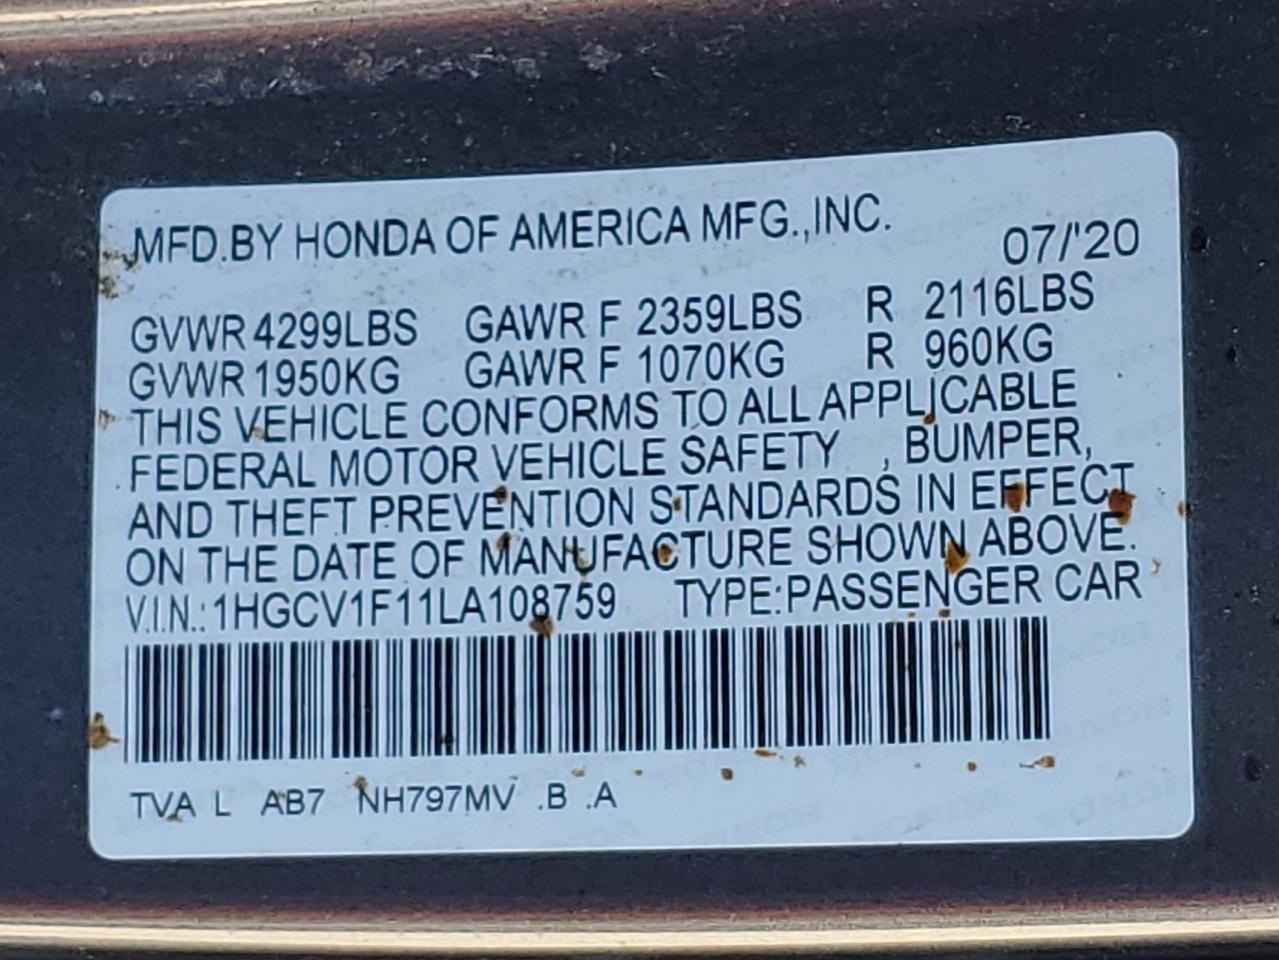 MFD.BY HONDA OF AMERICA MFG.,INC. 07/'20
GVWR 4299LBS GAWR F 2359LBS R 2116LBS
GVWR 1950KG GAWR F 1070KG R 960KG
THIS VEHICLE CONFORMS TO ALL APPLICABLE
FEDERAL MOTOR VEHICLE SAFETY , BUMPER,
AND THEFT PREVENTION STANDARDS IN EFFECT
ON THE DATE OF MANUFACTURE SHOWN ABOVE.
V.I.N.: 1HGCV1F11LA108759 TYPE:PASSENGER CAR
TVA L AB7 NH797MV .B .A